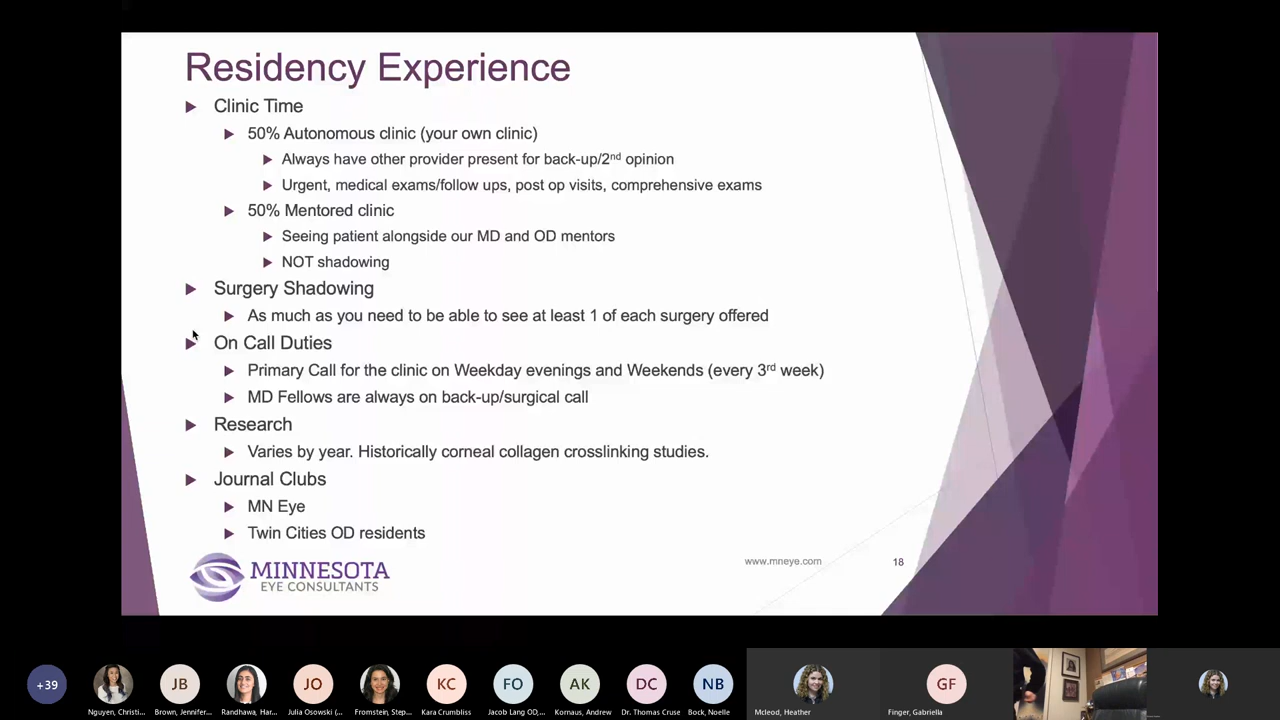 Residency Experience
Clinic Time
50% Autonomous clinic (your own clinic)
Always have other provider present for back-up/2nd opinion
Urgent, medical exams/follow ups, post op visits, comprehensive exams
50% Mentored clinic
Seeing patient alongside our MD and OD mentors
NOT shadowing
Surgery Shadowing
As much as you need to be able to see at least 1 of each surgery offered
On Call Duties
Primary Call for the clinic on Weekday evenings and Weekends (every 3rd week)
MD Fellows are always on back-up/surgical call
Research
Varies by year. Historically corneal collagen crosslinking studies.
Journal Clubs
MN Eye
Twin Cities OD residents
MINNESOTA
EYE CONSULTANTS
www.mneye.com
18
+39
JB
JO
KC
FO
AK
DC
NB
GF
Nguyen, Christi...
Brown, Jennifer...
Randhawa, Har...
Julia Osowski (...
Fromstein, Step...
Kara Crumbliss
Jacob Lang OD,...
Kornaus, Andrew
Dr. Thomas Cruse
Bock, Noelle
Mcleod, Heather
Finger, Gabriella